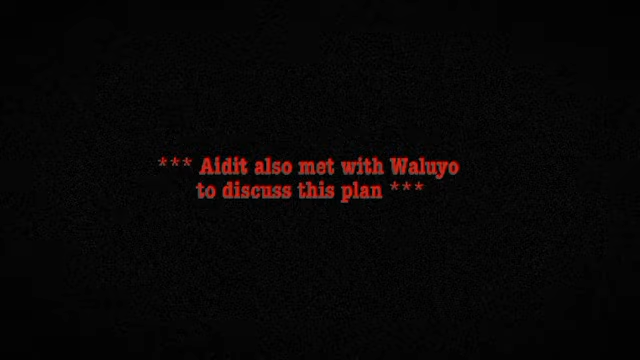 *** Aidit also met with Waluyo
to discuss this plan ***